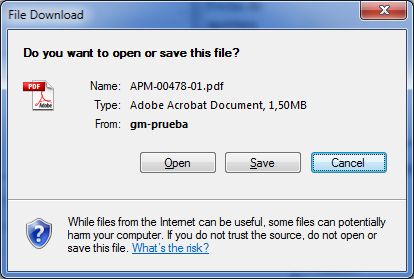 File Download
Do you want to open or save this file?
PDF
Adobe
Name: APM-00478-01.pdf
Type: Adobe Acrobat Document, 1,50MB
From: gm-prueba
Open Save Cancel
While files from the Internet can be useful, some files can potentially
harm your computer. If you do not trust the source, do not open or
save this file. What's the risk?